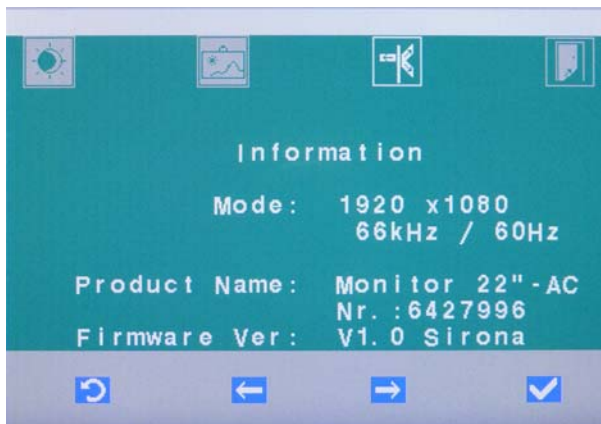 Information
Mode: 1920 x1080
66kHz / 60Hz
Product Name: Monitor 22"-AC
Nr.:6427996
Firmware Ver: V1.0 Sirona